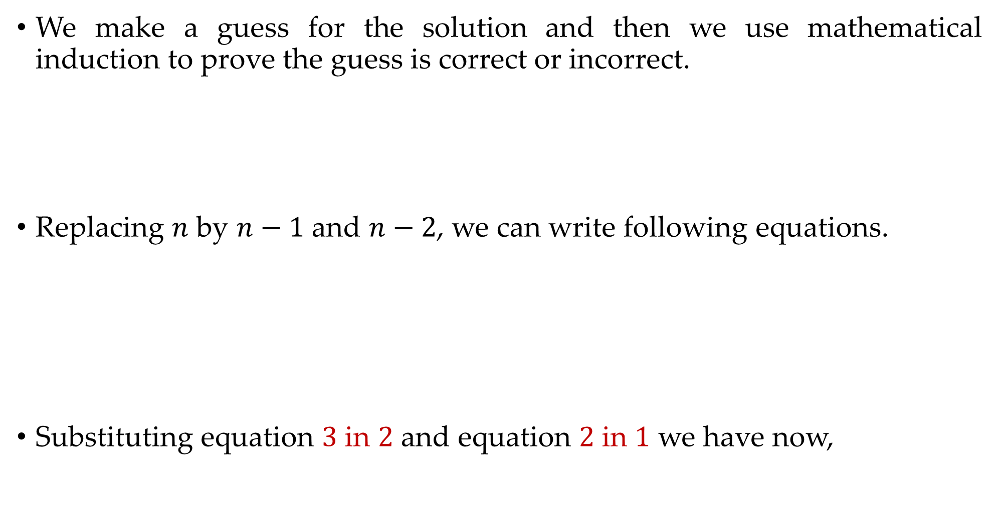 • We make a guess for the solution and then we use mathematical
induction to prove the guess is correct or incorrect.
• Replacing n by n − 1 and n − 2, we can write following equations.
• Substituting equation 3 in 2 and equation 2 in 1 we have now,